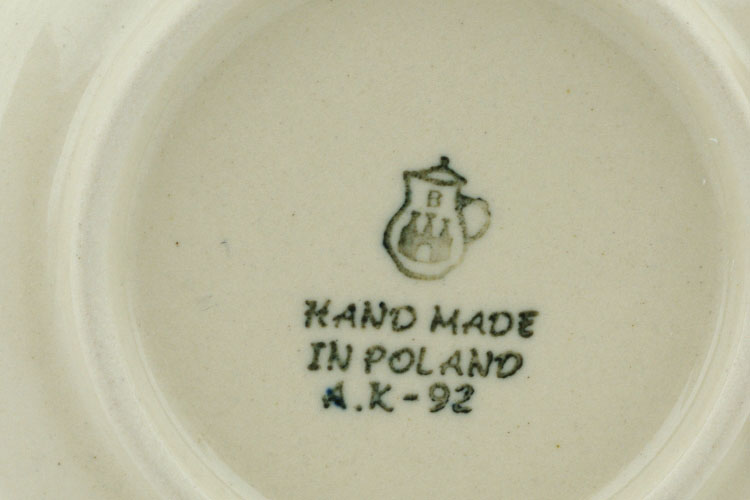 B
HAND MADE
IN POLAND
A.K-92